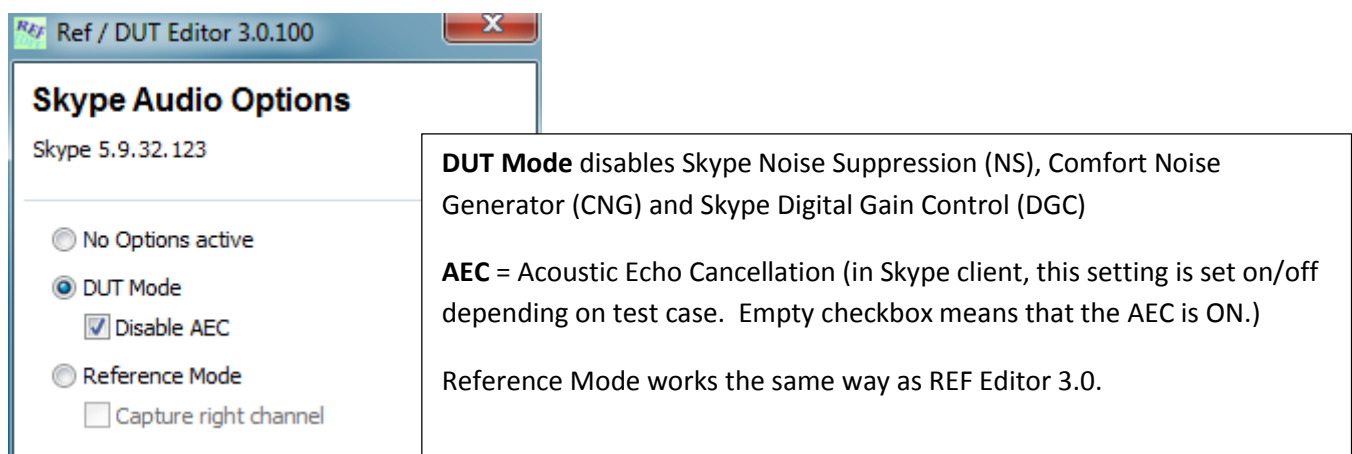 REF Ref / DUT Editor 3.0.100
X
Skype Audio Options
Skype 5.9.32.123
No Options active
DUT Mode
Disable AEC
Reference Mode
Capture right channel
DUT Mode disables Skype Noise Suppression (NS), Comfort Noise
Generator (CNG) and Skype Digital Gain Control (DGC)
AEC = Acoustic Echo Cancellation (in Skype client, this setting is set on/off
depending on test case. Empty checkbox means that the AEC is ON.)
Reference Mode works the same way as REF Editor 3.0.